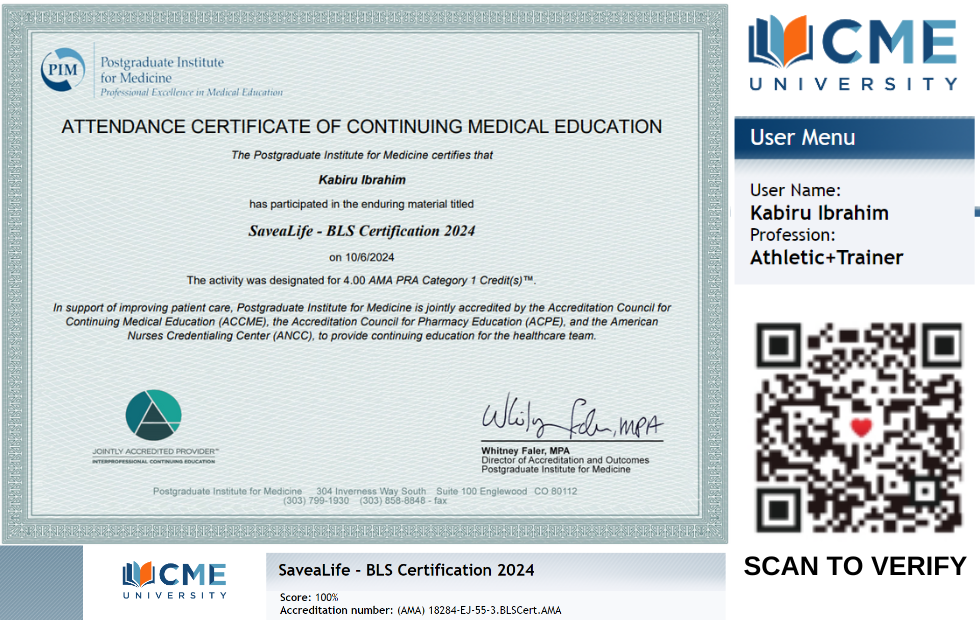 PIM
Postgraduate Institute
for Medicine
Professional Excellence in Medical Education
ATTENDANCE CERTIFICATE OF CONTINUING MEDICAL EDUCATION
The Postgraduate Institute for Medicine certifies that
Kabiru Ibrahim
has participated in the enduring material titled
SaveaLife - BLS Certification 2024
on 10/6/2024
The activity was designated for 4.00 AMA PRA Category 1 Credit(s)™.
In support of improving patient care, Postgraduate Institute for Medicine is jointly accredited by the Accreditation Council for
Continuing Medical Education (ACCME), the Accreditation Council for Pharmacy Education (ACPE), and the American
Nurses Credentialing Center (ANCC), to provide continuing education for the healthcare team.
JOINTLY ACCREDITED PROVIDER™
INTERPROFESSIONAL CONTINUING EDUCATION
Whitney Faler, MPA
Whitney Faler, MPA
Director of Accreditation and Outcomes
Postgraduate Institute for Medicine
Postgraduate Institute for Medicine 304 Inverness Way South Suite 100 Englewood CO 80112
(303) 799-1930 (303) 858-8848 - fax
CME
UNIVERSITY
User Menu
User Name:
Kabiru Ibrahim
Profession:
Athletic+Trainer
SCAN TO VERIFY
CME
UNIVERSITY
SaveaLife - BLS Certification 2024
Score: 100%
Accreditation number: (AMA) 18284-EJ-55-3.BLSCert.AMA